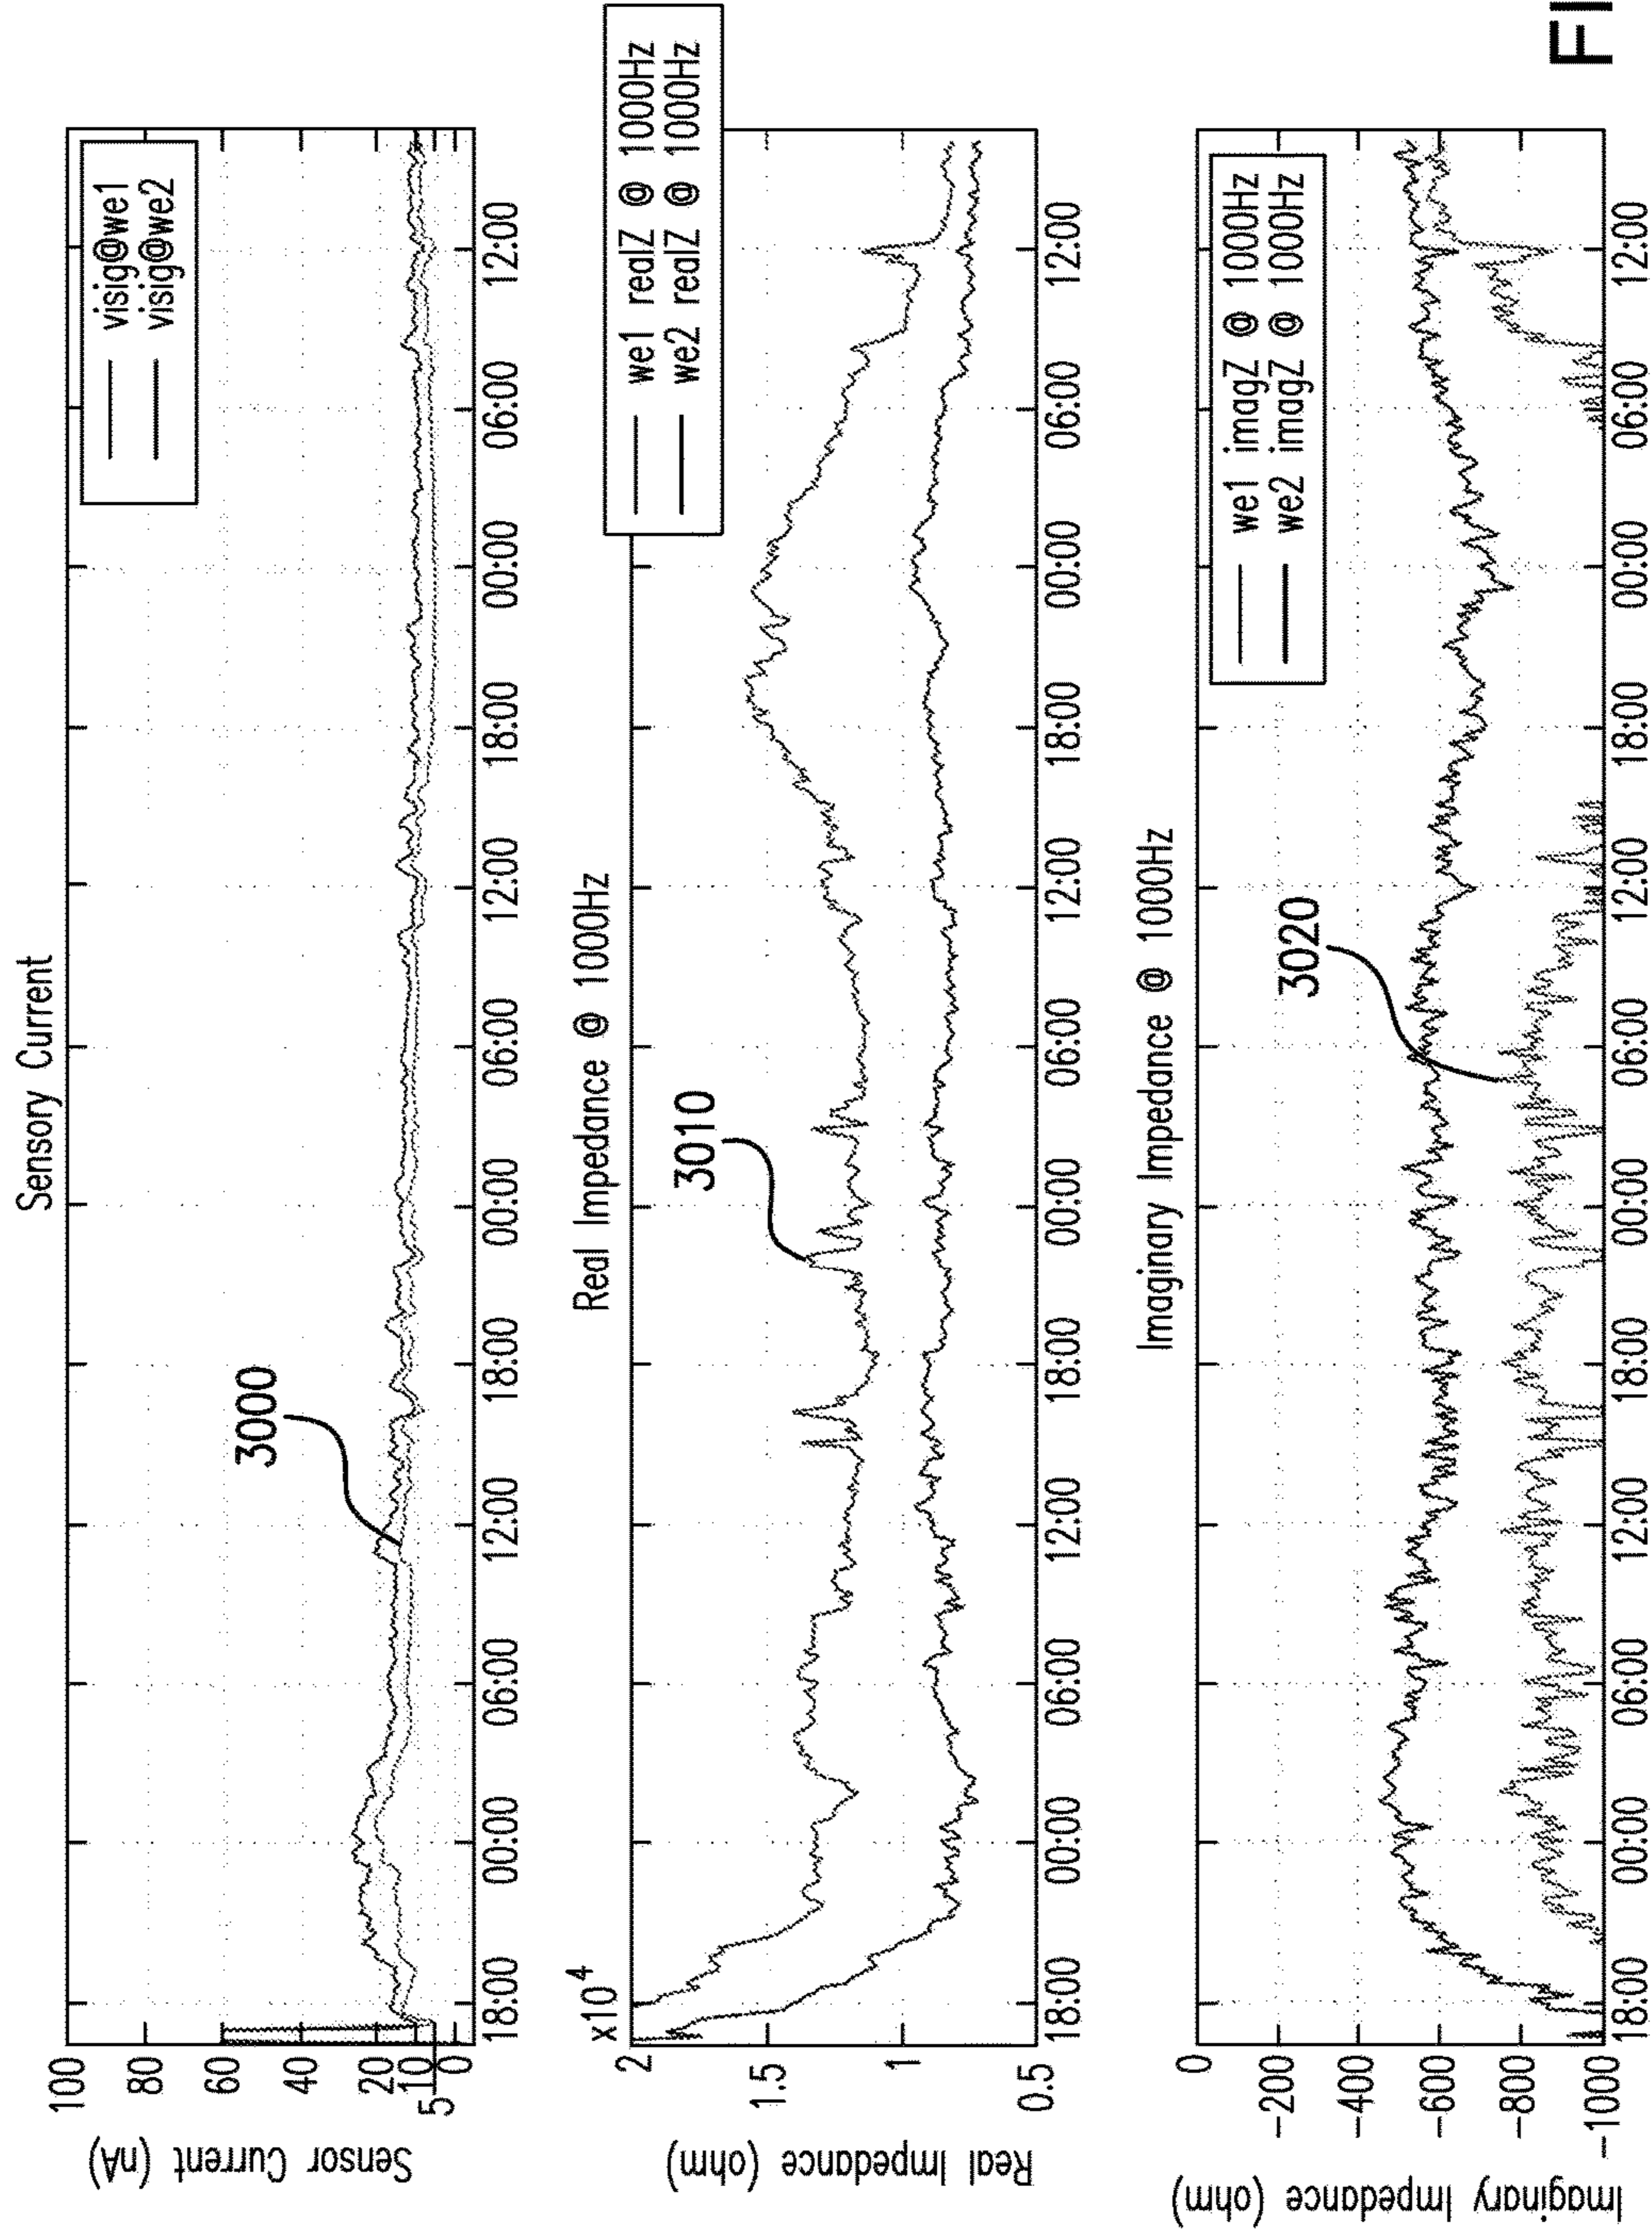 Sensory Current
Sensor Current (nA)
100
80
60
40
20
10
5
0
visig@we1
visig@we2
3000
18:00 00:00 06:00 12:00 18:00 00:00 06:00 12:00 18:00 00:00 06:00 12:00
Real Impedance @ 1000Hz
Real Impedance (ohm)
x10 4
2
1.5
1
0.5
we1 realZ @ 1000Hz
we2 realZ @ 1000Hz
3010
18:00 00:00 06:00 12:00 18:00 00:00 06:00 12:00 18:00 00:00 06:00 12:00
Imaginary Impedance @ 1000Hz
Imaginary Impedance (ohm)
0
-200
-400
-600
-800
-1000
we1 imagZ @ 1000Hz
we2 imagZ @ 1000Hz
3020
18:00 00:00 06:00 12:00 18:00 00:00 06:00 12:00 18:00 00:00 06:00 12:00